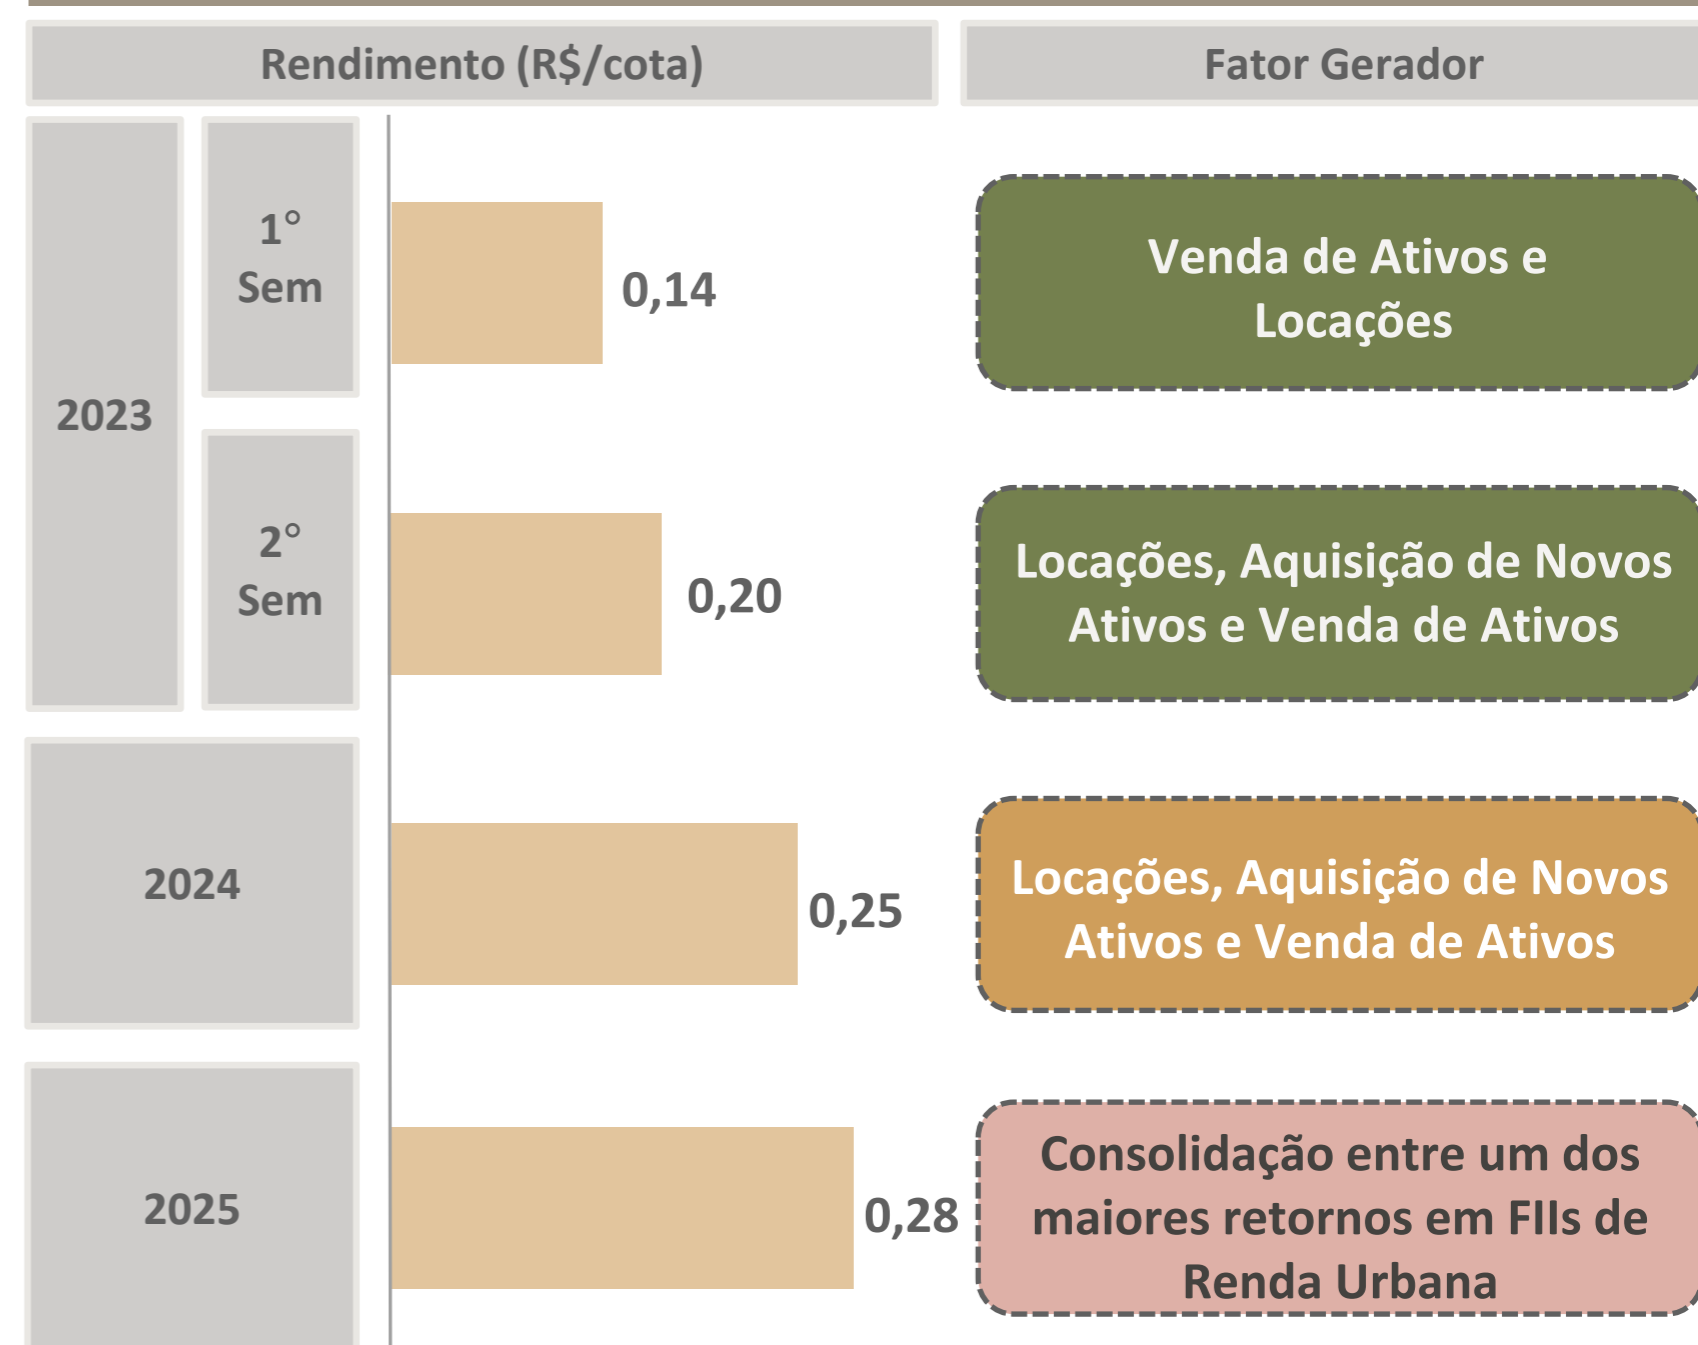 Rendimento (R$/cota)
Fator Gerador
2023
1°
Sem
0,14
Venda de Ativos e
Locações
2°
Sem
0,20
Locações, Aquisição de Novos
Ativos e Venda de Ativos
2024
0,25
Locações, Aquisição de Novos
Ativos e Venda de Ativos
2025
0,28
Consolidação entre um dos
maiores retornos em FIIs de
Renda Urbana